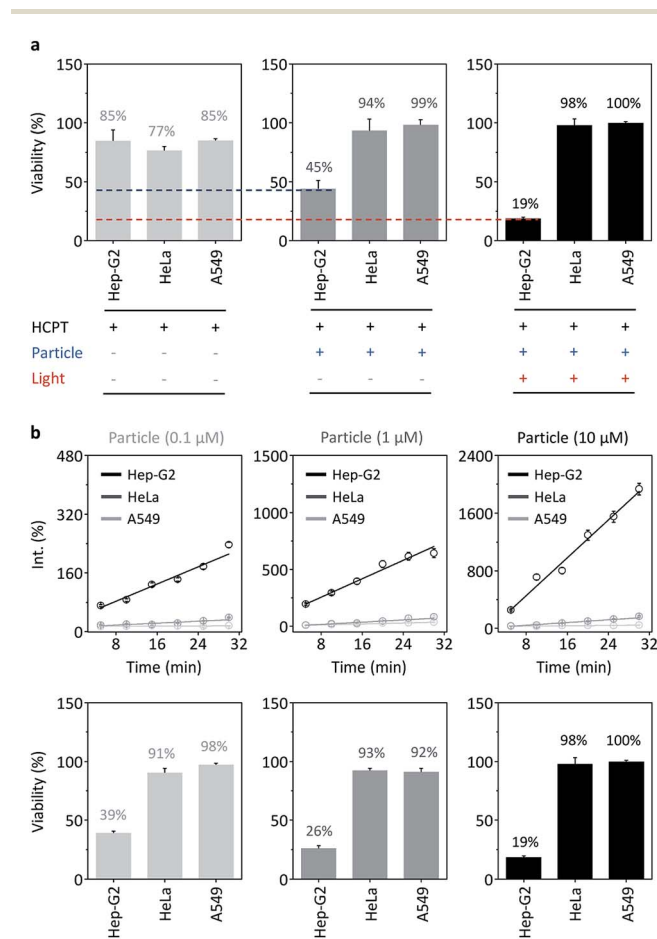 a
150 150 150
100 100 100
50 50 50
0 0 0
Viability (%)
85% 77% 85%
45% 94% 99%
19% 98% 100%
Hep-G2 HeLa A549 Hep-G2 HeLa A549 Hep-G2 HeLa A549
HCPT + + + + + + + + +
Particle - - - + + + + + +
Light - - - - - - + + +
b
Particle (0.1 μM) Particle (1 μM) Particle (10 μM)
480 1500 2400
320 1000 1600
160 500 800
0 0 0
Int. (%)
Hep-G2 Hep-G2 Hep-G2
HeLa HeLa HeLa
A549 A549 A549
8 16 24 32 8 16 24 32 8 16 24 32
Time (min) Time (min) Time (min)
150 150 150
100 100 100
50 50 50
0 0 0
Viability (%)
39% 91% 98%
26% 93% 92%
19% 98% 100%
Hep-G2 HeLa A549 Hep-G2 HeLa A549 Hep-G2 HeLa A549